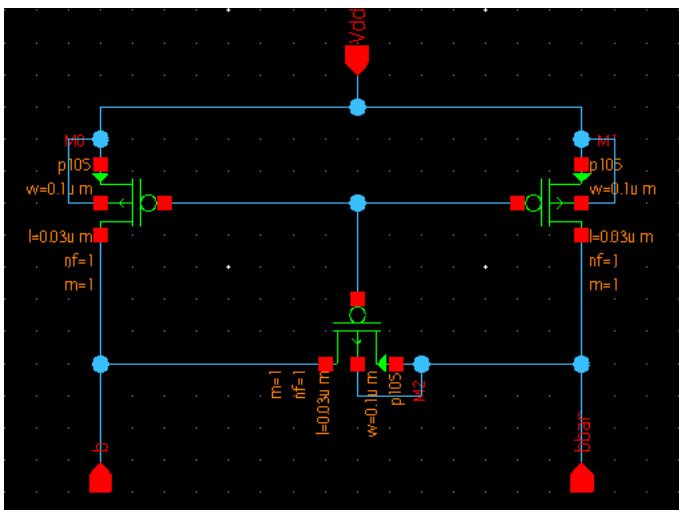 Vdd
M0
p105
w=0.1u m
l=0.03u m
nf=1
m=1
M1
p105
w=0.1u m
l=0.03u m
nf=1
m=1
m=1
nf=1
l=0.03u m
w=0.1u m
p105
M2
b
bbar